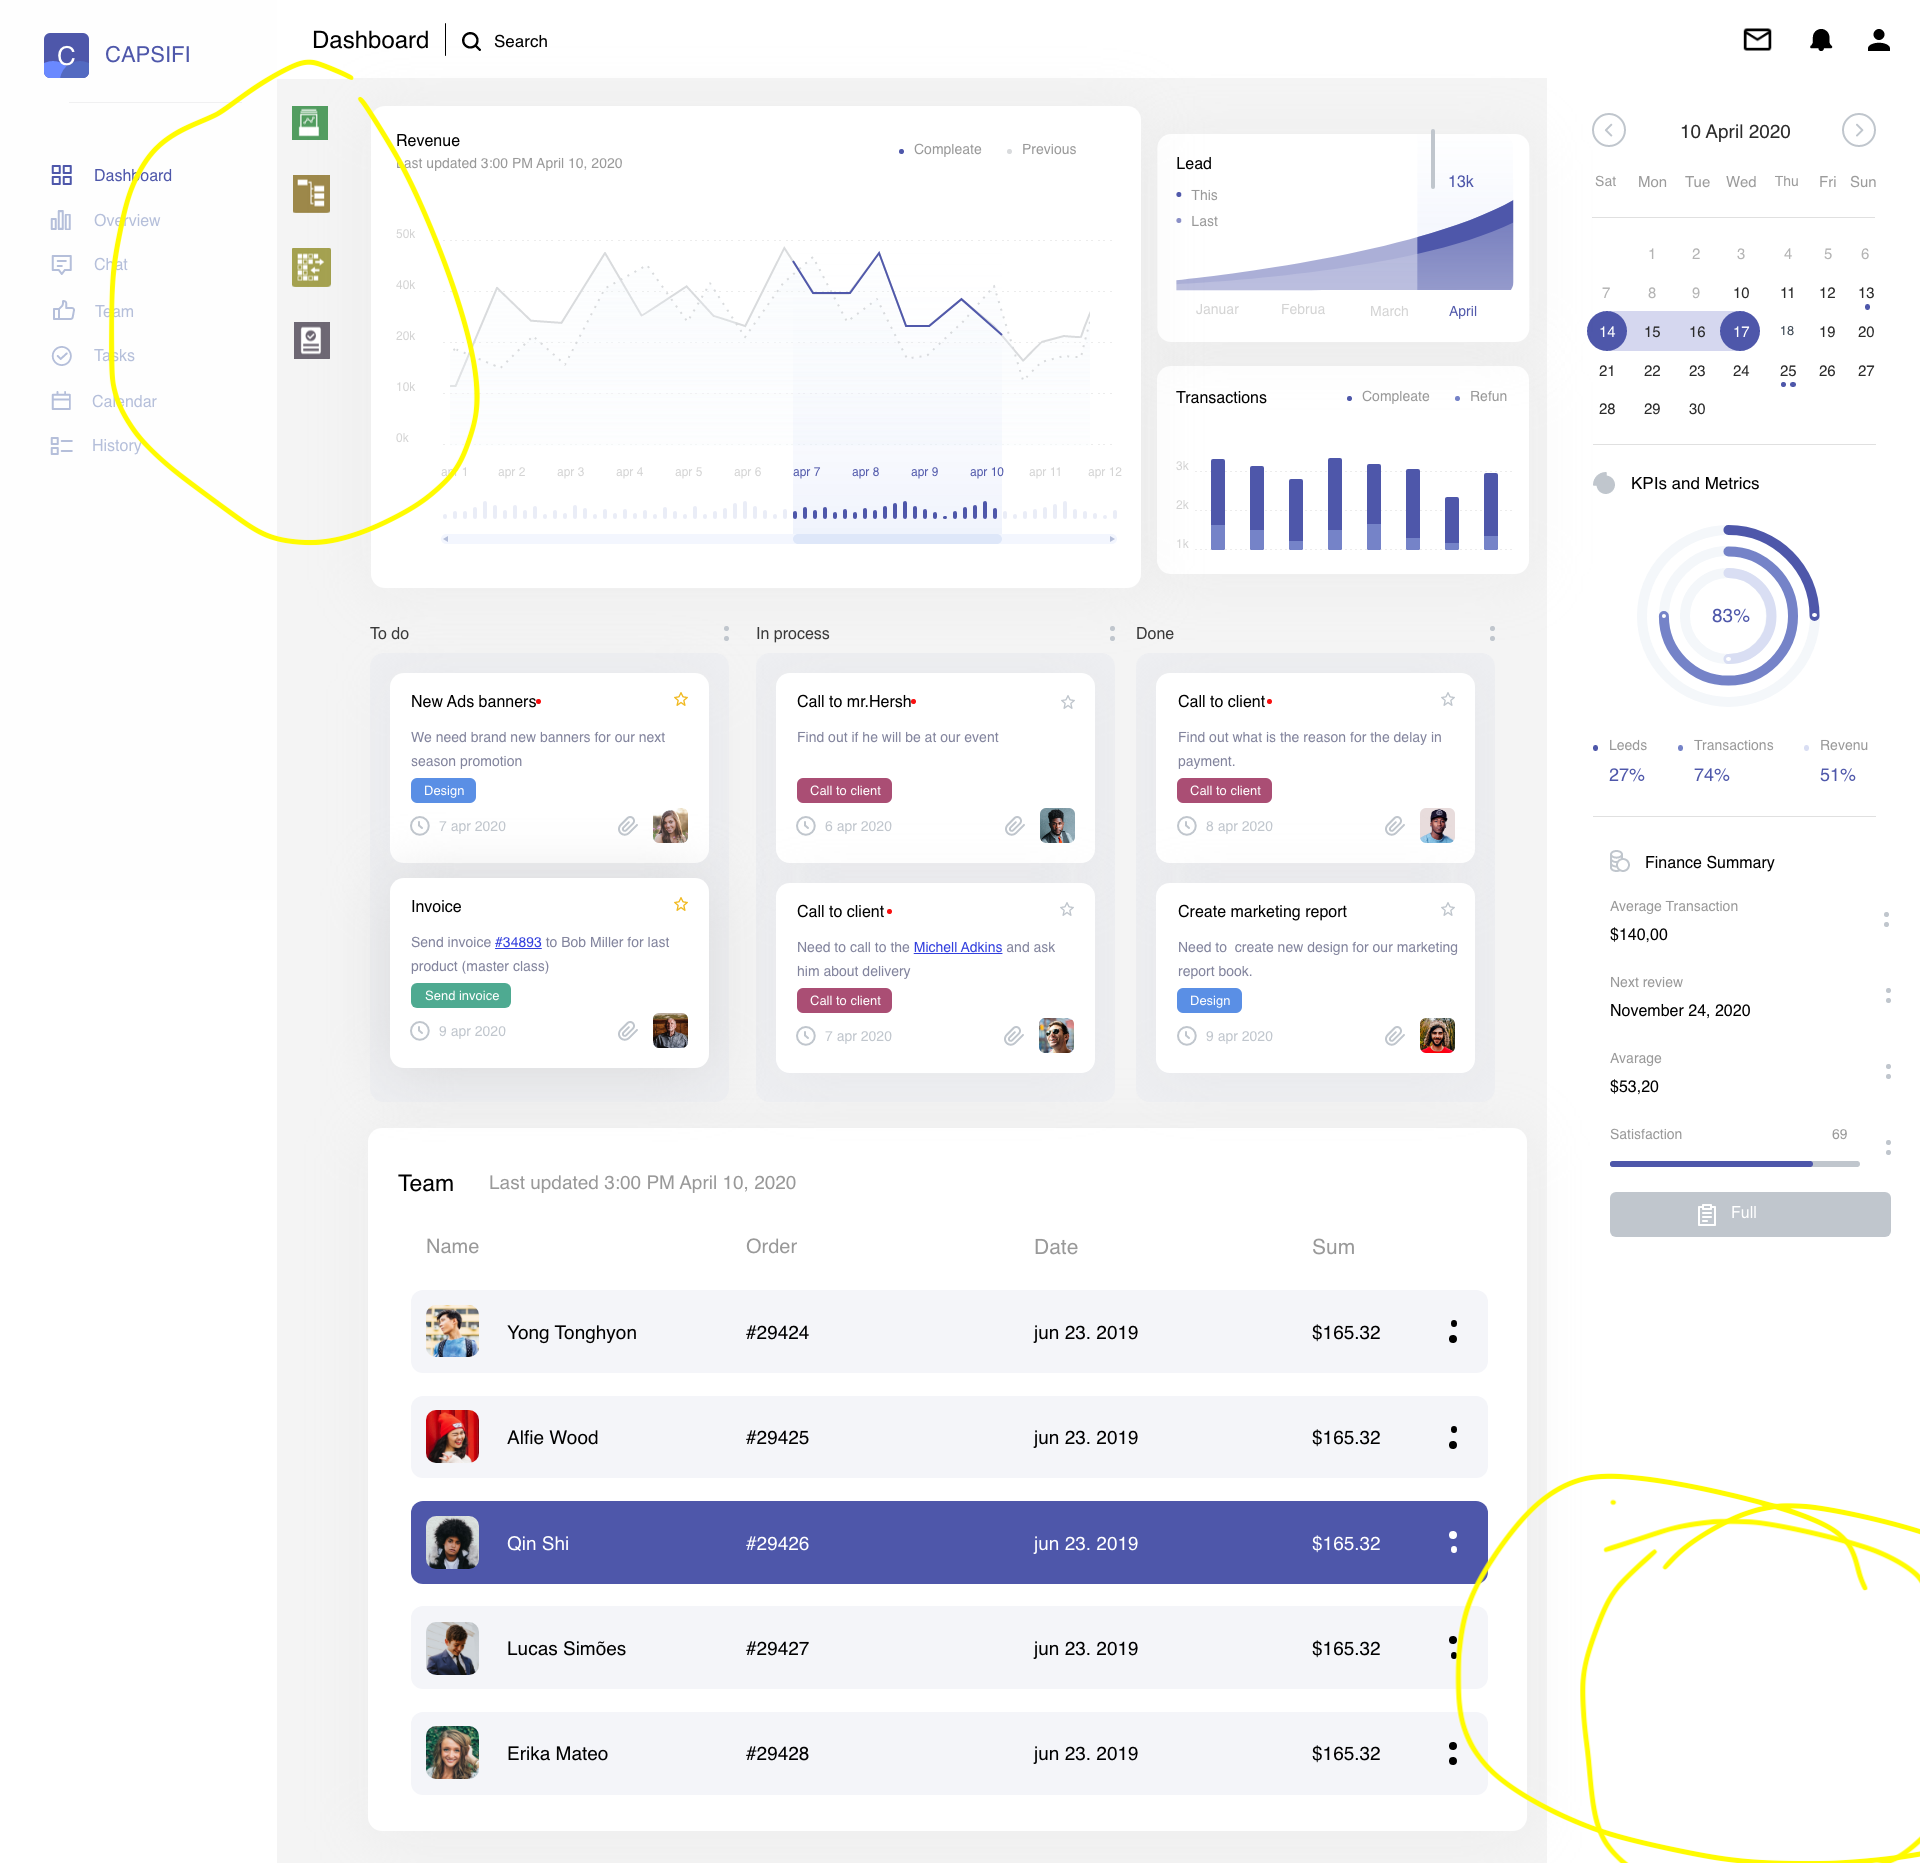 C
CAPSIFI
Dashboard
Search
Dashboard
Overview
Chat
Team
Tasks
Calendar
History
Revenue
Last updated 3:00 PM April 10, 2020
Compleate
Previous
50k
40k
20k
10k
0k
apr 1 apr 2 apr 3 apr 4 apr 5 apr 6 apr 7 apr 8 apr 9 apr 10 apr 11 apr 12
Lead
This
Last
13k
Januar Februa March April
Transactions
Compleate
Refun
3k
2k
1k
To do
New Ads banners
We need brand new banners for our next
season promotion
Design
7 apr 2020
Invoice
Send invoice #34893 to Bob Miller for last
product (master class)
Send invoice
9 apr 2020
In process
Call to mr.Hersh
Find out if he will be at our event
Call to client
6 apr 2020
Call to client
Need to call to the Michell Adkins and ask
him about delivery
Call to client
7 apr 2020
Done
Call to client
Find out what is the reason for the delay in
payment.
Call to client
8 apr 2020
Create marketing report
Need to create new design for our marketing
report book.
Design
9 apr 2020
Team
Last updated 3:00 PM April 10, 2020
Name Order Date Sum
Yong Tonghyon #29424 jun 23. 2019 $165.32
Alfie Wood #29425 jun 23. 2019 $165.32
Qin Shi #29426 jun 23. 2019 $165.32
Lucas Simões #29427 jun 23. 2019 $165.32
Erika Mateo #29428 jun 23. 2019 $165.32
10 April 2020
Sat Mon Tue Wed Thu Fri Sun
1 2 3 4 5 6
7 8 9 10 11 12 13
14 15 16 17 18 19 20
21 22 23 24 25 26 27
28 29 30
KPIs and Metrics
83%
Leeds Transactions Revenu
27% 74% 51%
Finance Summary
Average Transaction
$140,00
Next review
November 24, 2020
Avarage
$53,20
Satisfaction 69
Full